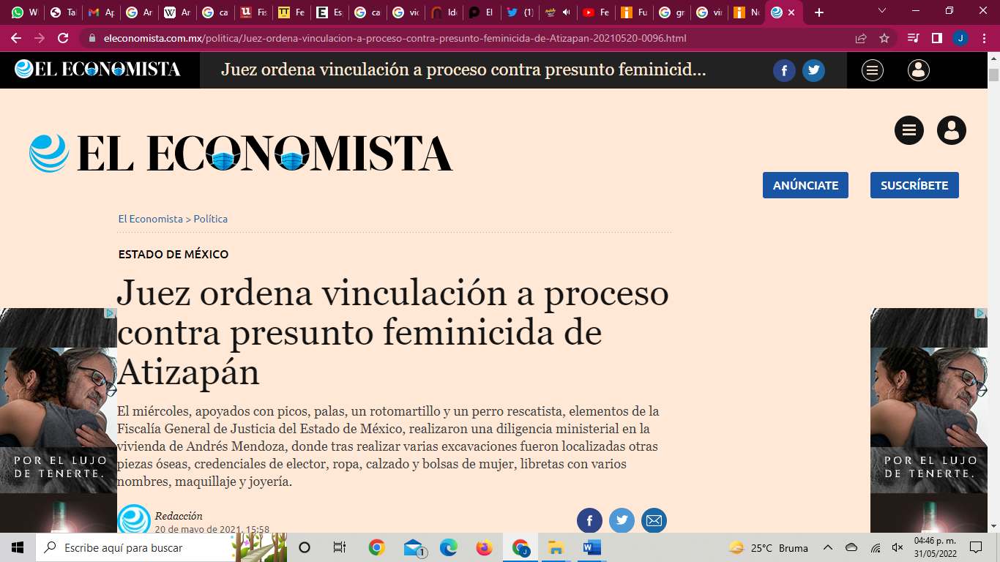 W
Tal
Ap
Ar
W Ar
ca
Fis
Fe
E Es
ca
vic
Ide
El
(1)
Fe
Fu
gr
vir
No
eleconomista.com.mx/politica/Juez-ordena-vinculacion-a-proceso-contra-presunto-feminicida-de-Atizapan-20210520-0096.html
J
EL ECONOMISTA
Juez ordena vinculación a proceso contra presunto feminicid...
EL ECONOMISTA
ANÚNCIATE
SUSCRÍBETE
El Economista > Política
ESTADO DE MÉXICO
Juez ordena vinculación a proceso
contra presunto feminicida de
Atizapán
El miércoles, apoyados con picos, palas, un rotomartillo y un perro rescatista, elementos de la
Fiscalía General de Justicia del Estado de México, realizaron una diligencia ministerial en la
vivienda de Andrés Mendoza, donde tras realizar varias excavaciones fueron localizadas otras
piezas óseas, credenciales de elector, ropa, calzado y bolsas de mujer, libretas con varios
nombres, maquillaje y joyería.
Redacción
20 de mayo de 2021, 15:58
POR EL LUJO
DE TENERTE.
POR EL LUJO
DE TENERTE.
Escribe aquí para buscar
1
J
W
25°C Bruma
04:46 p. m.
31/05/2022